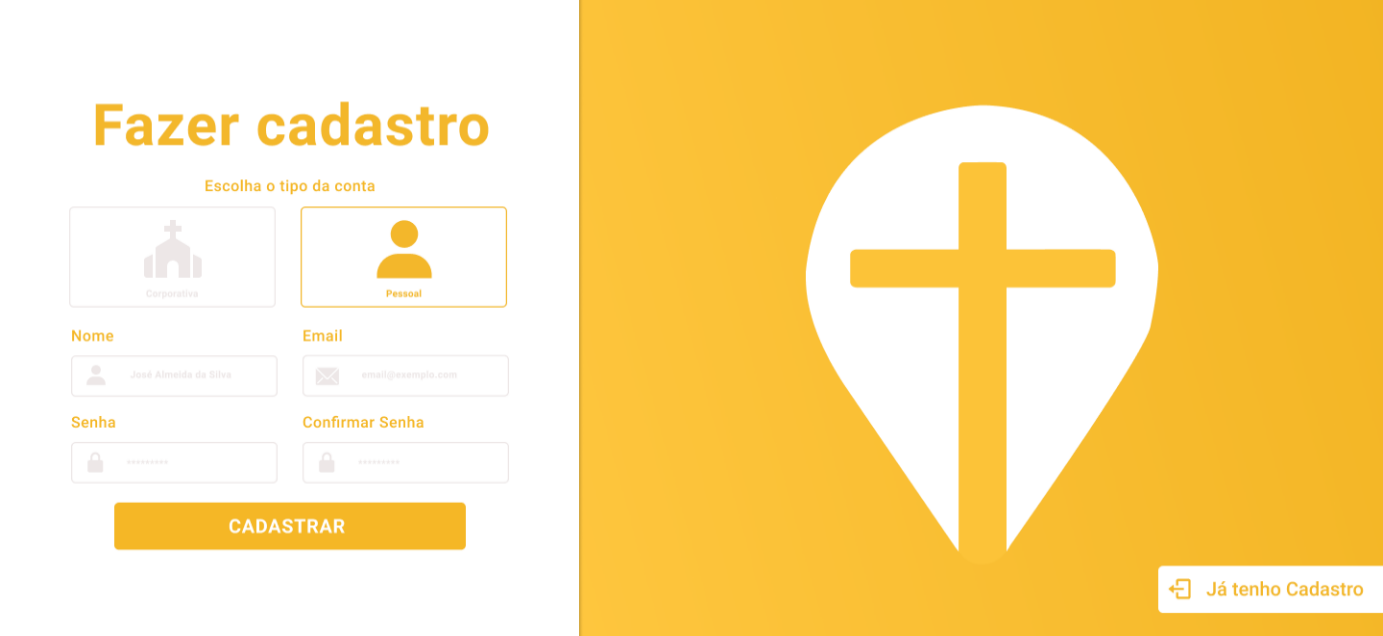 Fazer cadastro
Escolha o tipo da conta
Corporativa
Pessoal
Nome
Email
José Almeida da Silva
email@exemplo.com
Senha
Confirmar Senha
•••••••••
•••••••••
CADASTRAR
Já tenho Cadastro